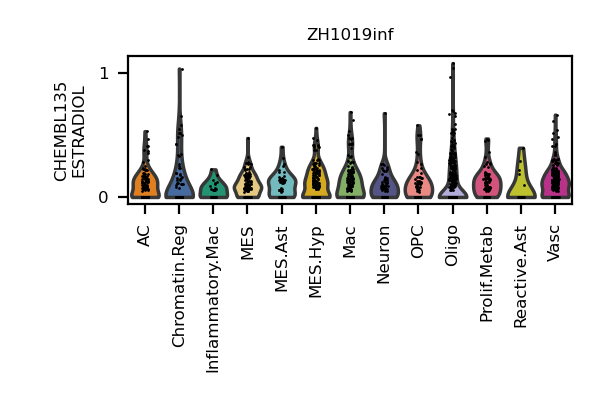 ZH1019inf
CHEMBL135
ESTRADIOL
1
0
AC
Chromatin.Reg
Inflammatory.Mac
MES
MES.Ast
MES.Hyp
Mac
Neuron
OPC
Oligo
Prolif.Metab
Reactive.Ast
Vasc